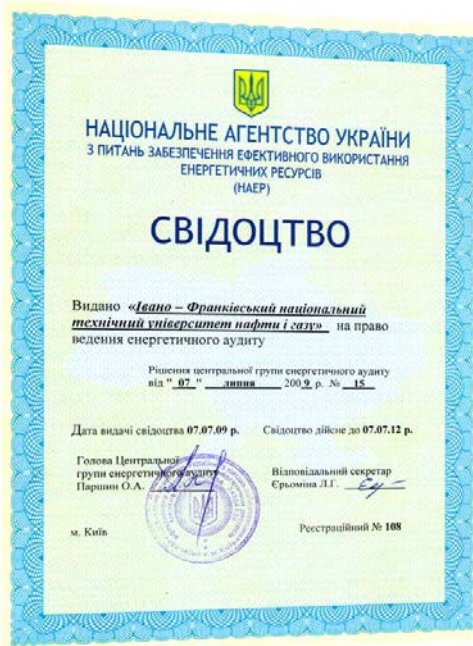 НАЦІОНАЛЬНЕ АГЕНТСТВО УКРАЇНИ
З ПИТАНЬ ЗАБЕЗПЕЧЕННЯ ЕФЕКТИВНОГО ВИКОРИСТАННЯ
ЕНЕРГЕТИЧНИХ РЕСУРСІВ
(НАЕР)
СВІДОЦТВО
Видано «Івано – Франківський національний
технічний університет нафти і газу» на право
ведення енергетичного аудиту
Рішення центральної групи енергетичного аудиту
від " 07 " липня 2009 р. № 15
Дата видачі свідоцтва 07.07.09 р. Свідоцтво дійсне до 07.07.12 р.
Голова Центральної
групи енергетичного аудиту
Паршин О.А.
Відповідальний секретар
Єрьоміна Л.Г.
м. Київ
Реєстраційний № 108